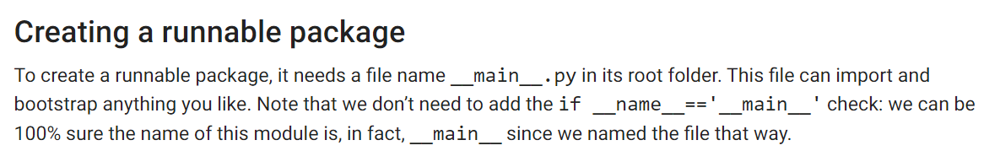 Creating a runnable package
To create a runnable package, it needs a file name __main__.py in its root folder. This file can import and
bootstrap anything you like. Note that we don’t need to add the if __name__=='__main__' check: we can be
100% sure the name of this module is, in fact, __main__ since we named the file that way.